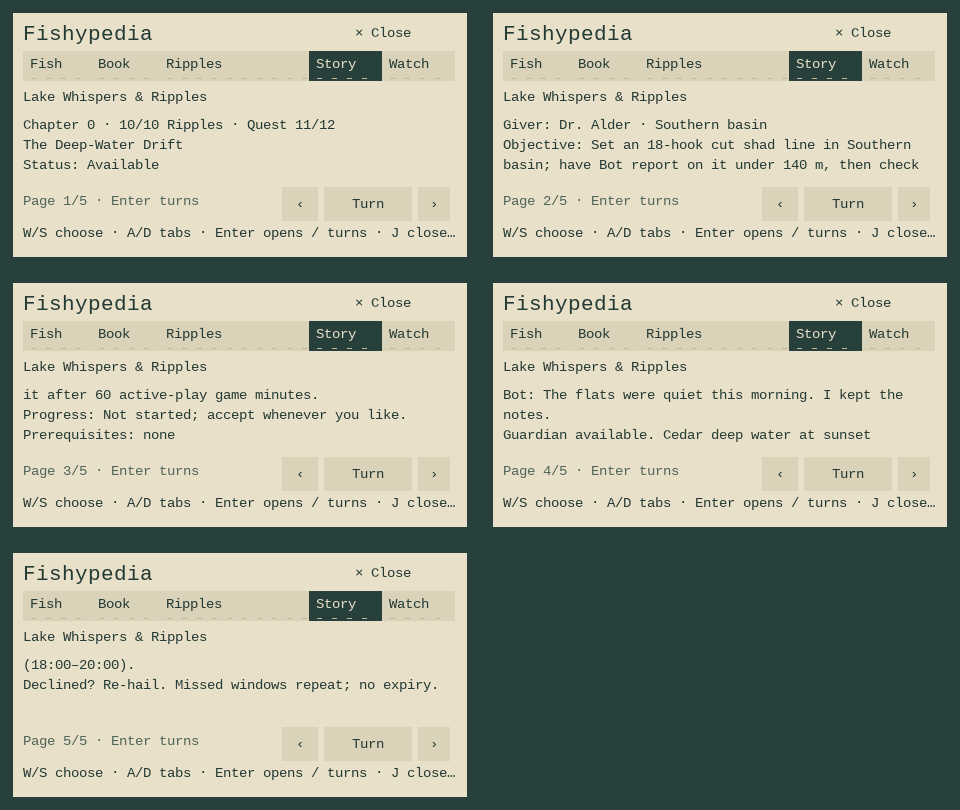 Fishypedia × Close
Fish Book Ripples Story Watch
Lake Whispers & Ripples
Chapter 0 · 10/10 Ripples · Quest 11/12
The Deep-Water Drift
Status: Available
Page 1/5 · Enter turns ‹ Turn ›
W/S choose · A/D tabs · Enter opens / turns · J close…
Fishypedia × Close
Fish Book Ripples Story Watch
Lake Whispers & Ripples
Giver: Dr. Alder · Southern basin
Objective: Set an 18-hook cut shad line in Southern
basin; have Bot report on it under 140 m, then check
Page 2/5 · Enter turns ‹ Turn ›
W/S choose · A/D tabs · Enter opens / turns · J close…
Fishypedia × Close
Fish Book Ripples Story Watch
Lake Whispers & Ripples
it after 60 active-play game minutes.
Progress: Not started; accept whenever you like.
Prerequisites: none
Page 3/5 · Enter turns ‹ Turn ›
W/S choose · A/D tabs · Enter opens / turns · J close…
Fishypedia × Close
Fish Book Ripples Story Watch
Lake Whispers & Ripples
Bot: The flats were quiet this morning. I kept the
notes.
Guardian available. Cedar deep water at sunset
Page 4/5 · Enter turns ‹ Turn ›
W/S choose · A/D tabs · Enter opens / turns · J close…
Fishypedia × Close
Fish Book Ripples Story Watch
Lake Whispers & Ripples
(18:00–20:00).
Declined? Re-hail. Missed windows repeat; no expiry.
Page 5/5 · Enter turns ‹ Turn ›
W/S choose · A/D tabs · Enter opens / turns · J close…